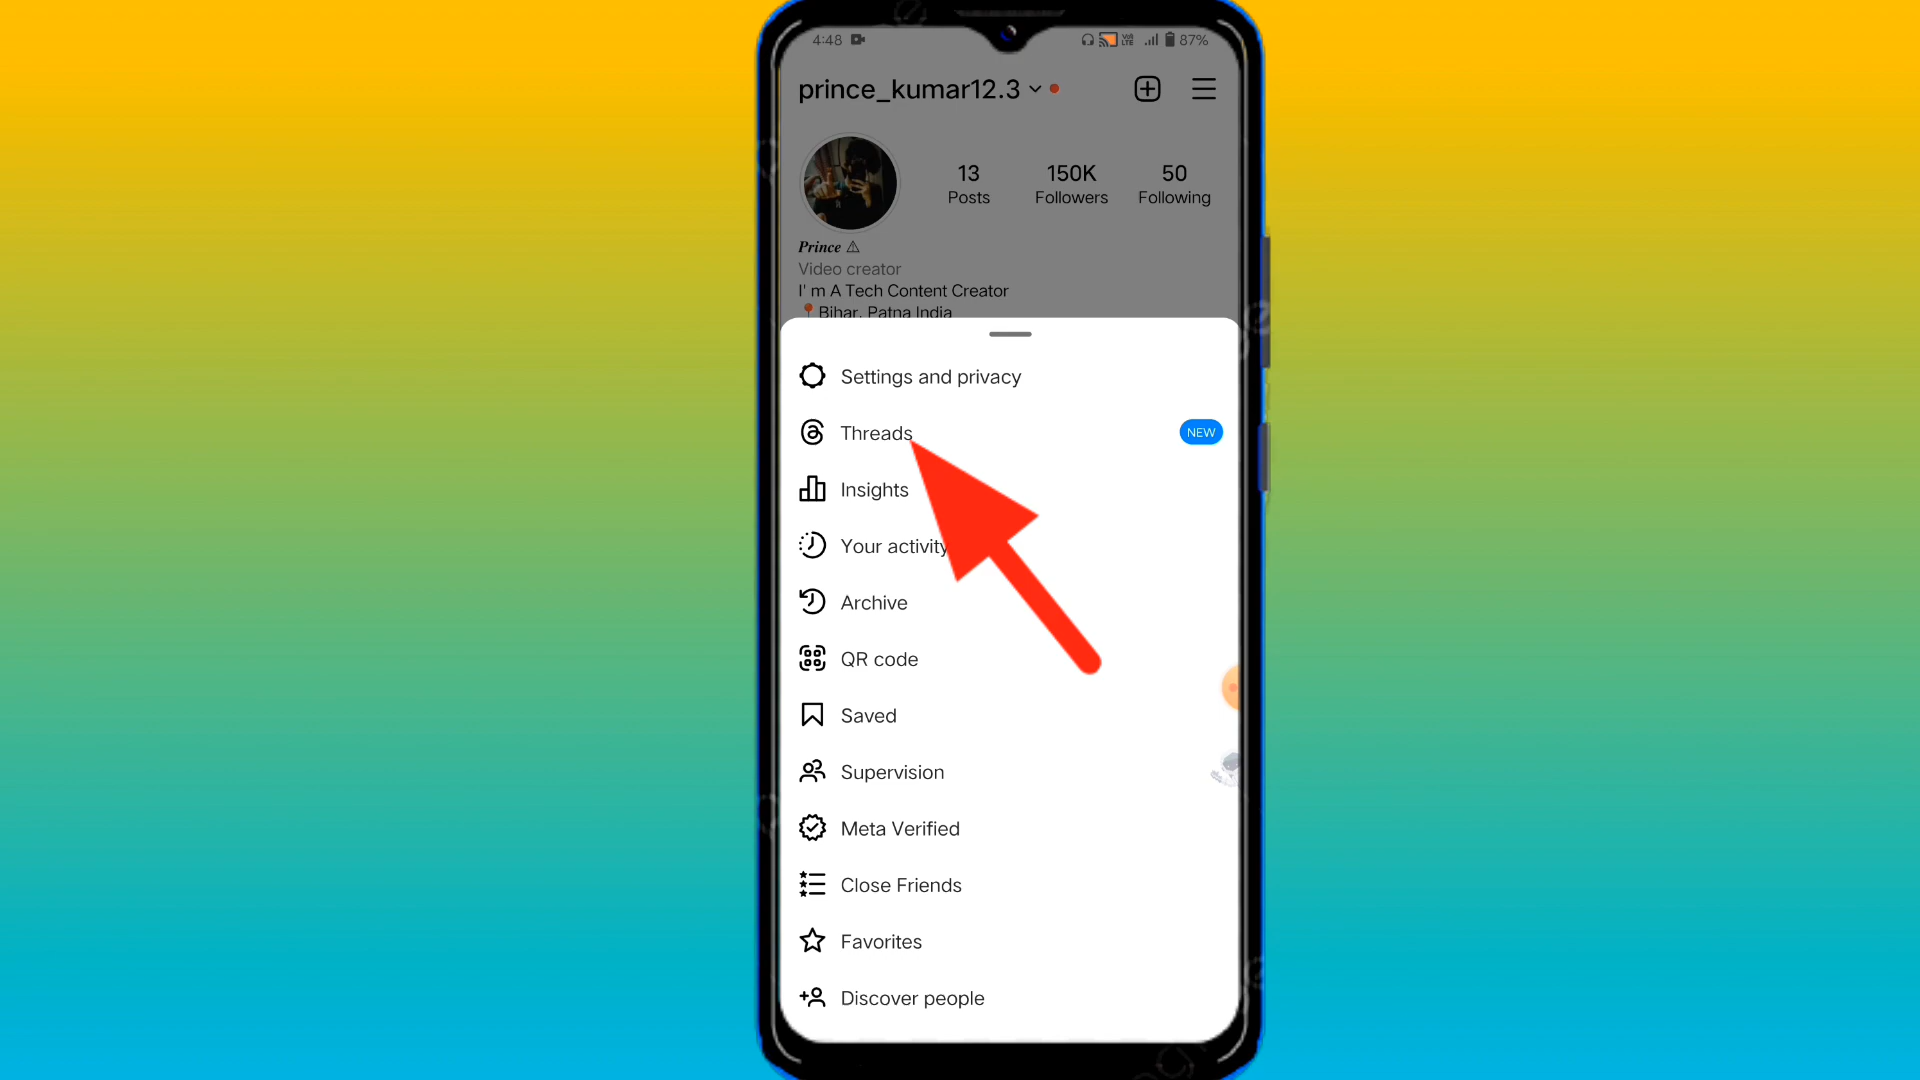 4:48 VoI LTE 87%
prince_kumar12.3
13 150K 50
Posts Followers Following
Prince ⚠
Video creator
I' m A Tech Content Creator
📍Bihar, Patna India
Settings and privacy
Threads NEW
Insights
Your activity
Archive
QR code
Saved
Supervision
Meta Verified
Close Friends
Favorites
Discover people